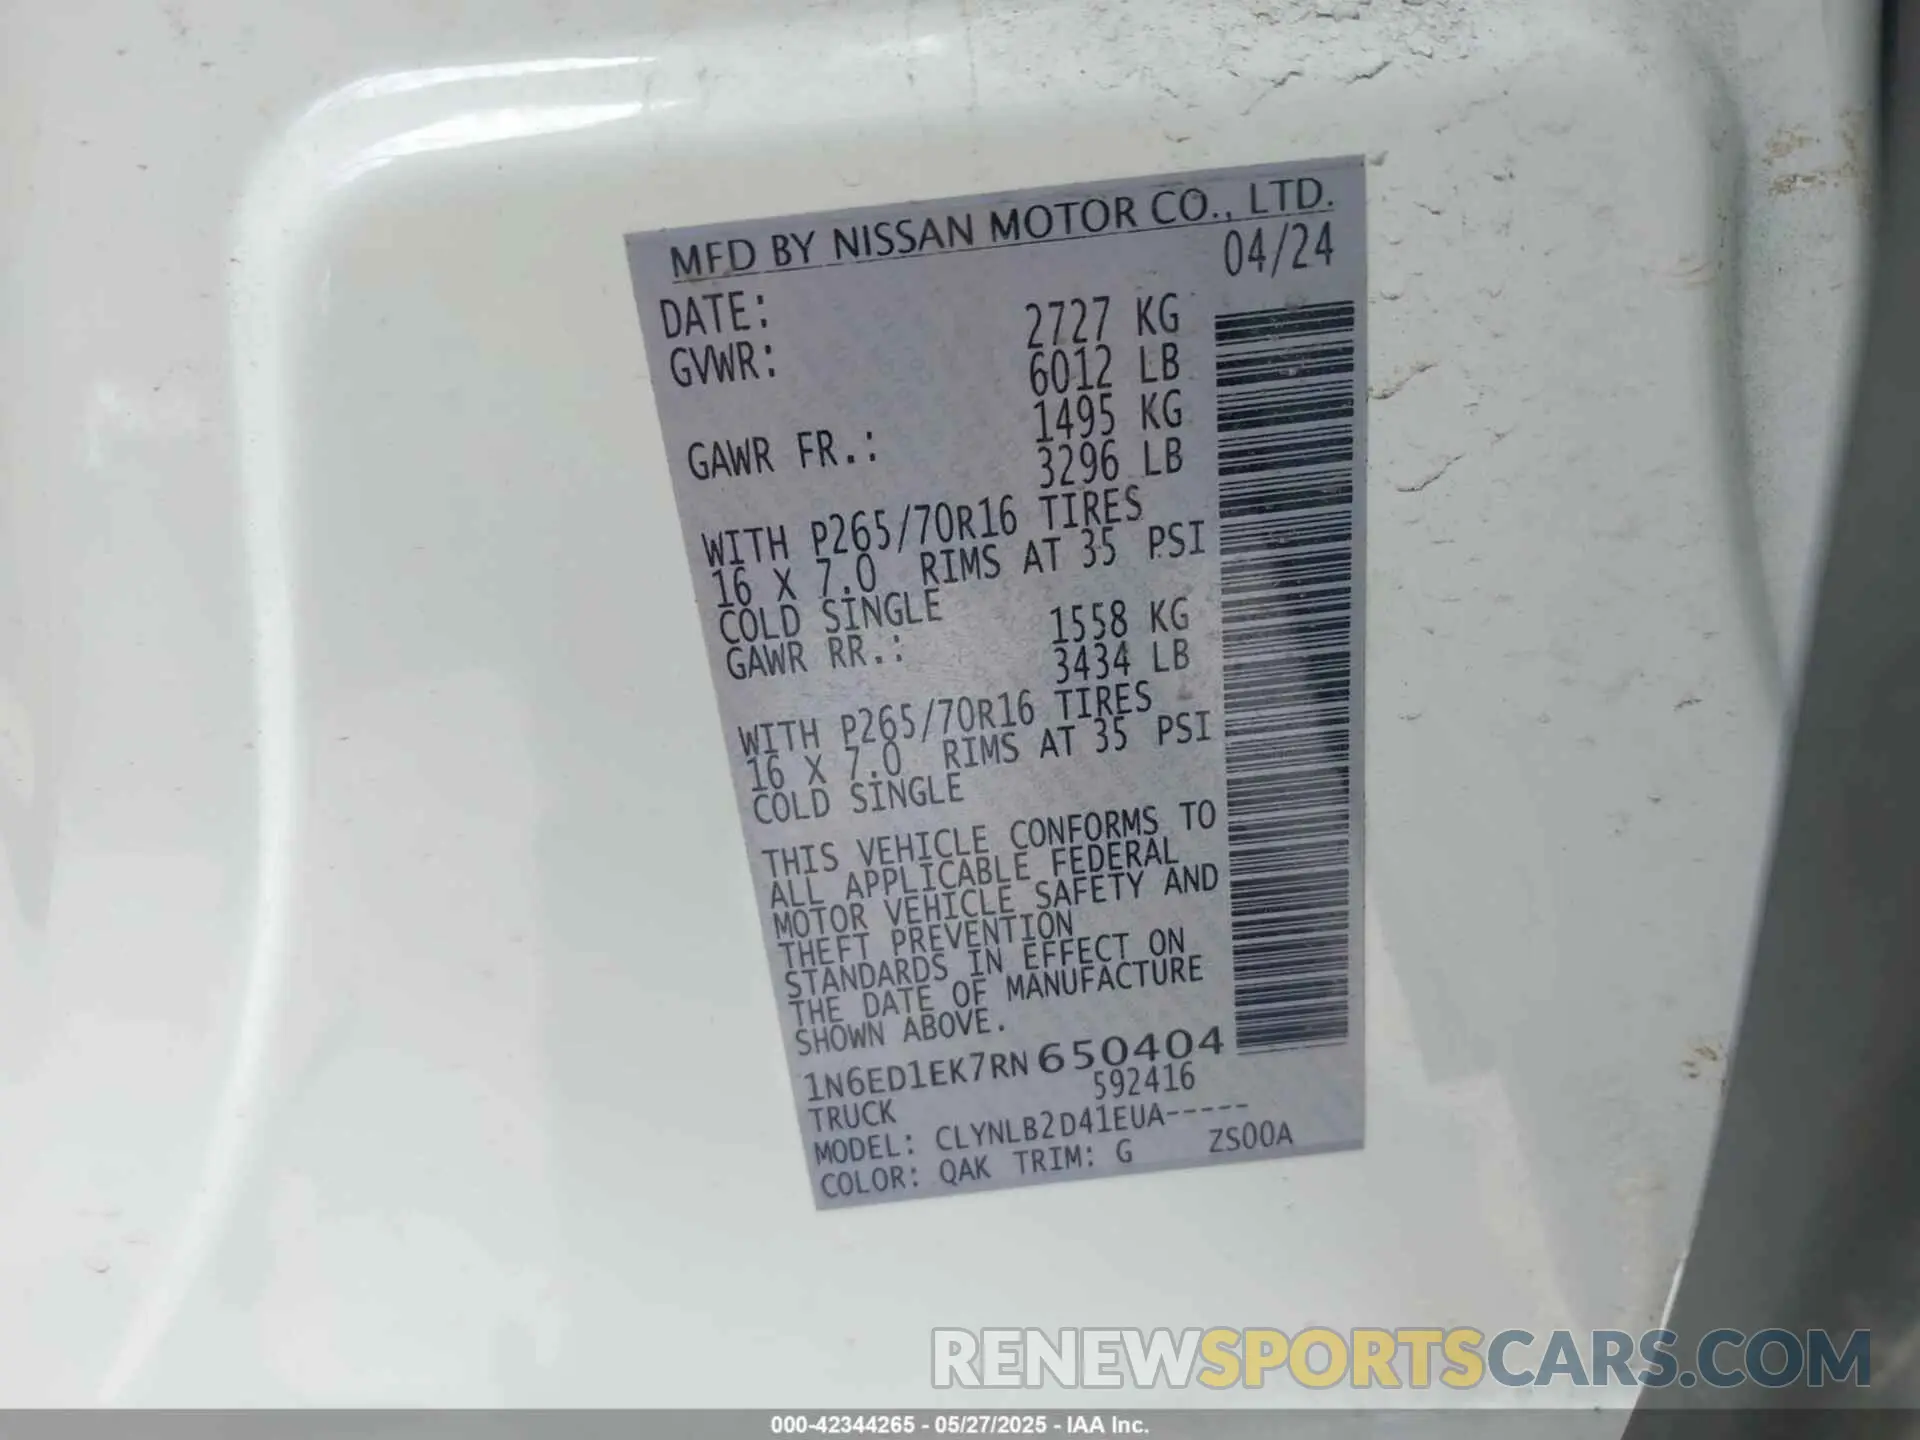 MFD BY NISSAN MOTOR CO., LTD.
DATE: 04/24
GVWR: 2727 KG
6012 LB
GAWR FR.: 1495 KG
3296 LB
WITH P265/70R16 TIRES
16 X 7.0 RIMS AT 35 PSI
COLD SINGLE
GAWR RR.: 1558 KG
3434 LB
WITH P265/70R16 TIRES
16 X 7.0 RIMS AT 35 PSI
COLD SINGLE
THIS VEHICLE CONFORMS TO
ALL APPLICABLE FEDERAL
MOTOR VEHICLE SAFETY AND
THEFT PREVENTION
STANDARDS IN EFFECT ON
THE DATE OF MANUFACTURE
SHOWN ABOVE.
1N6ED1EK7RN650404
TRUCK 592416
MODEL: CLYNLB2D41EUA-----
COLOR: QAK TRIM: G ZS00A
RENEWSPORTSCARS.COM
000-42344265 - 05/27/2025 - IAA Inc.